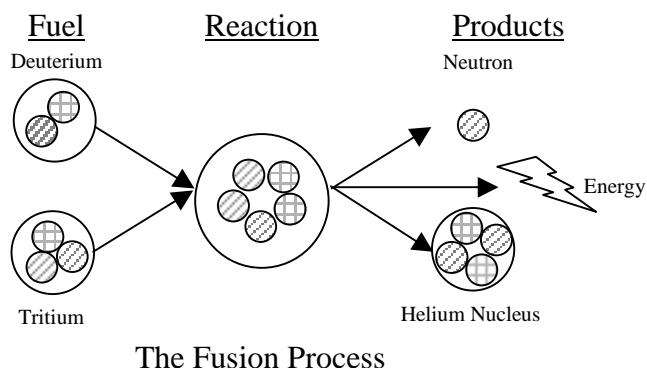 Fuel Reaction Products
Deuterium
Neutron
Energy
Tritium
Helium Nucleus
The Fusion Process